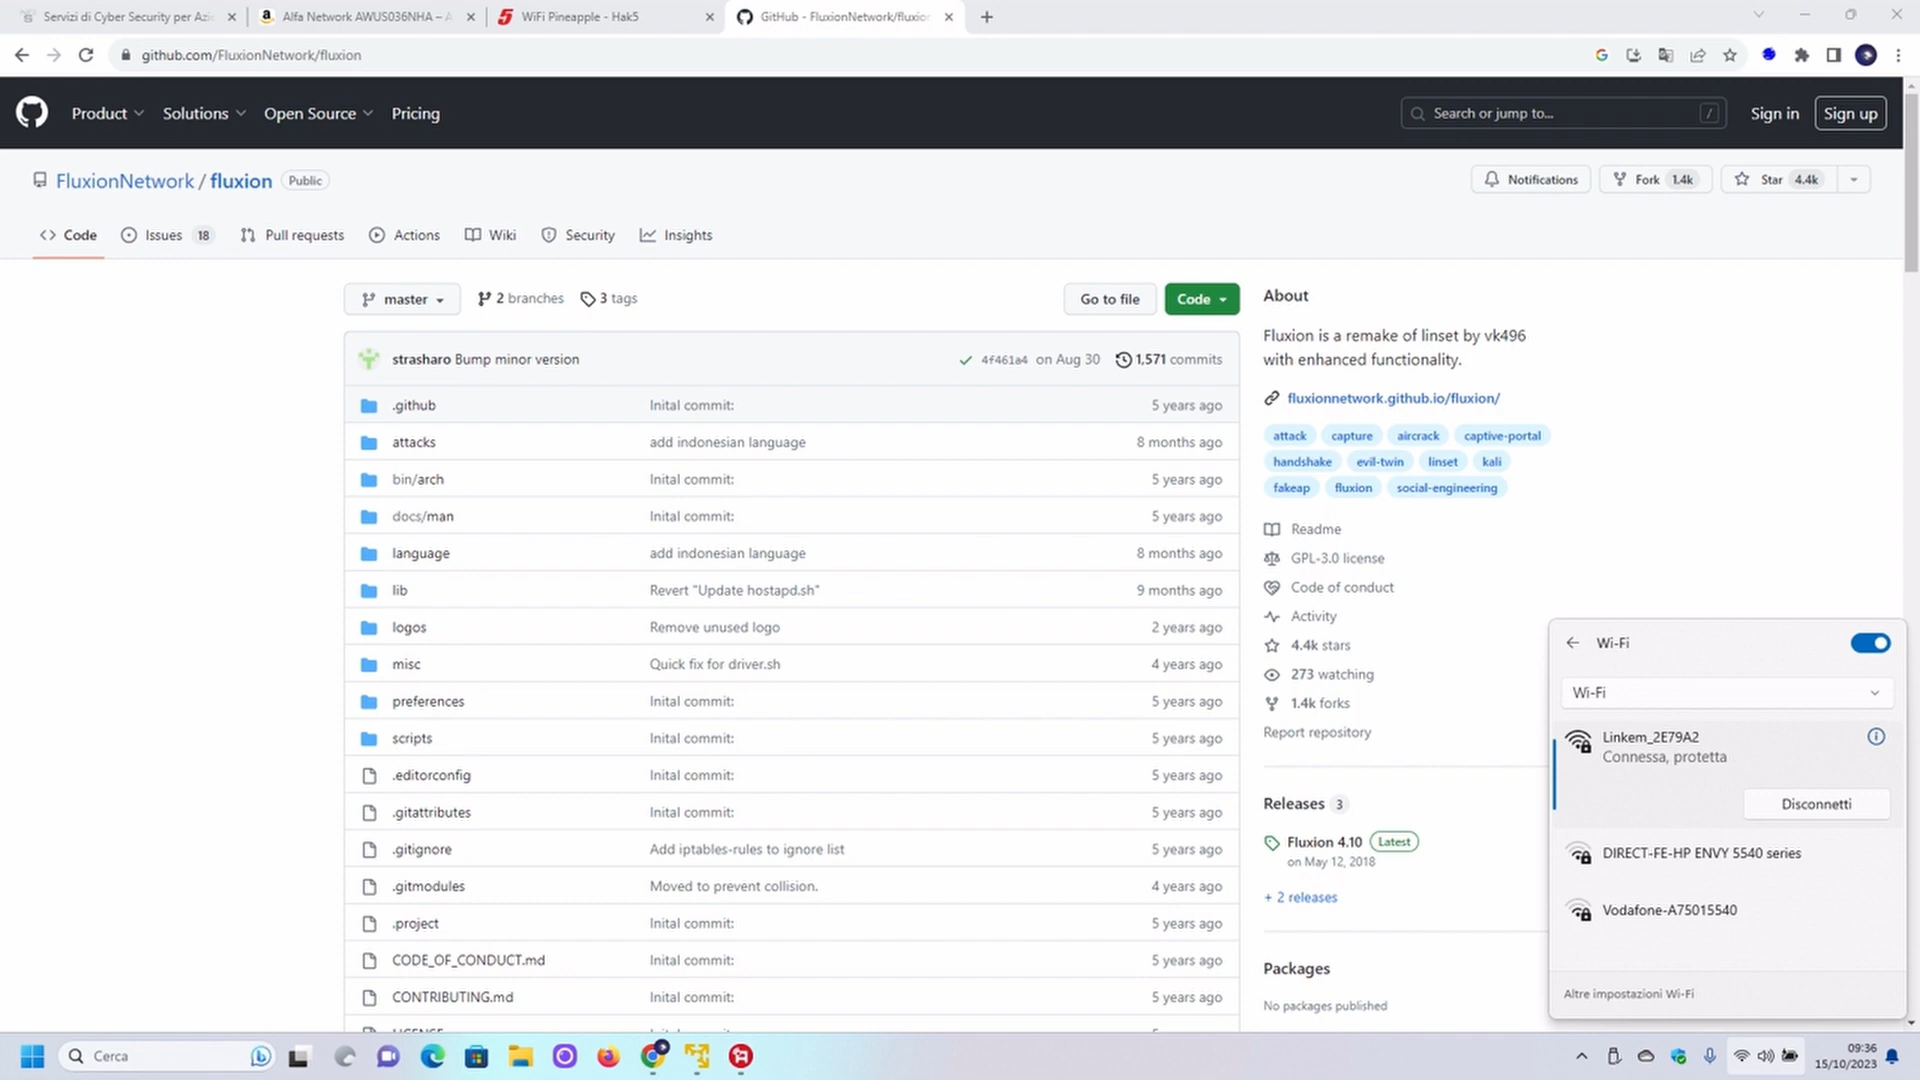 Servizi di Cyber Security per Azi
Alfa Network AWUS036NHA – A
WiFi Pineapple - Hak5
GitHub - FluxionNetwork/fluxion
github.com/FluxionNetwork/fluxion
Product
Solutions
Open Source
Pricing
Search or jump to...
/
Sign in
Sign up
FluxionNetwork / fluxion
Public
Notifications
Fork 1.4k
Star 4.4k
Code
Issues 18
Pull requests
Actions
Wiki
Security
Insights
master
2 branches
3 tags
Go to file
Code
strasharo Bump minor version
4f461a4 on Aug 30
1,571 commits
.github Inital commit: 5 years ago
attacks add indonesian language 8 months ago
bin/arch Inital commit: 5 years ago
docs/man Inital commit: 5 years ago
language add indonesian language 8 months ago
lib Revert "Update hostapd.sh" 9 months ago
logos Remove unused logo 2 years ago
misc Quick fix for driver.sh 4 years ago
preferences Inital commit: 5 years ago
scripts Inital commit: 5 years ago
.editorconfig Inital commit: 5 years ago
.gitattributes Inital commit: 5 years ago
.gitignore Add iptables-rules to ignore list 5 years ago
.gitmodules Moved to prevent collision. 4 years ago
.project Inital commit: 5 years ago
CODE_OF_CONDUCT.md Inital commit: 5 years ago
CONTRIBUTING.md Inital commit: 5 years ago
About
Fluxion is a remake of linset by vk496
with enhanced functionality.
fluxionnetwork.github.io/fluxion/
attack capture aircrack captive-portal
handshake evil-twin linset kali
fakeap fluxion social-engineering
Readme
GPL-3.0 license
Code of conduct
Activity
4.4k stars
273 watching
1.4k forks
Report repository
Releases 3
Fluxion 4.10 Latest
on May 12, 2018
+ 2 releases
Packages
No packages published
Wi-Fi
Wi-Fi
Linkem_2E79A2
Connessa, protetta
Disconnetti
DIRECT-FE-HP ENVY 5540 series
Vodafone-A75015540
Altre impostazioni Wi-Fi
Cerca
09:36
15/10/2023